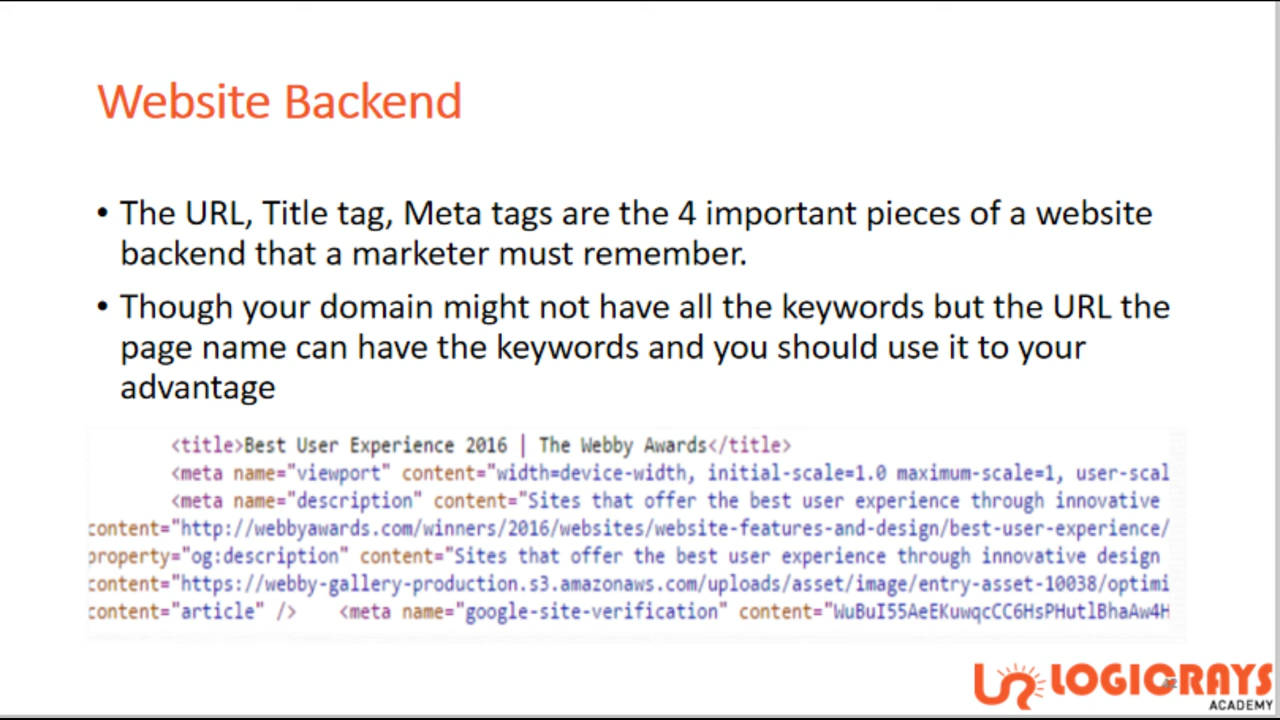 Website Backend
• The URL, Title tag, Meta tags are the 4 important pieces of a website
backend that a marketer must remember.
• Though your domain might not have all the keywords but the URL the
page name can have the keywords and you should use it to your
advantage
<title>Best User Experience 2016 | The Webby Awards</title>
<meta name="viewport" content="width=device-width, initial-scale=1.0 maximum-scale=1, user-scal
<meta name="description" content="Sites that offer the best user experience through innovative
content="http://webbyawards.com/winners/2016/websites/website-features-and-design/best-user-experience/
property="og:description" content="Sites that offer the best user experience through innovative design
content="https://webby-gallery-production.s3.amazonaws.com/uploads/asset/image/entry-asset-10038/optimi
content="article" /> <meta name="google-site-verification" content="WuBuI55AeEKuwqcCC6HsPHutlBhaAw4H
LOGICRAYS
ACADEMY